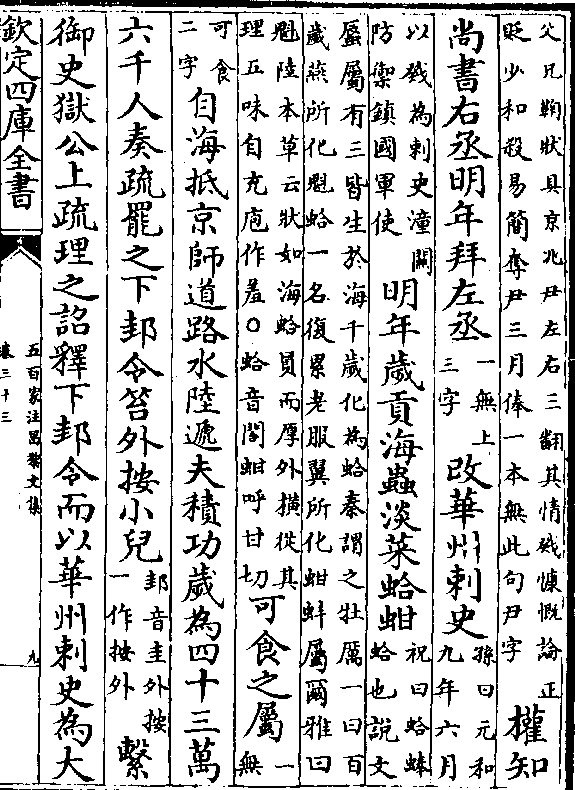 父兄鞫狀具京兆尹左右三翻其情戣慷慨論正
貶少和殺易簡奪尹三月俸一本無此句尹字
權知
尚書右丞明年拜左丞
一無上
三字
改華州刺史
孫曰元和
九年六月
以戣為刺史潼關
防禦鎮國軍使
明年歲貢海蟲淡菜蛤蚶
祝曰蛤蜯
蛤也說文
蜃屬有三皆生於海千歲化為蛤秦謂之牡厲一曰百
歲燕所化魁蛤一名復累老服翼所化蚶蚌屬爾雅曰
魁陸本草云狀如海蛤員而厚外橫從其
理五味自充庖作羞○蛤音閤蚶呼甘切
可食之屬
一
無
可食
二字
自海抵京師道路水陸遞夫積功歲為四十三萬
六千人奏疏罷之下邽令笞外按小兒
邽音圭外按
一作按外
繫
御史獄公上疏理之詔釋下邽令而以華州刺史為大
欽定四庫全書
五百家注昌黎文集
卷三十三
九